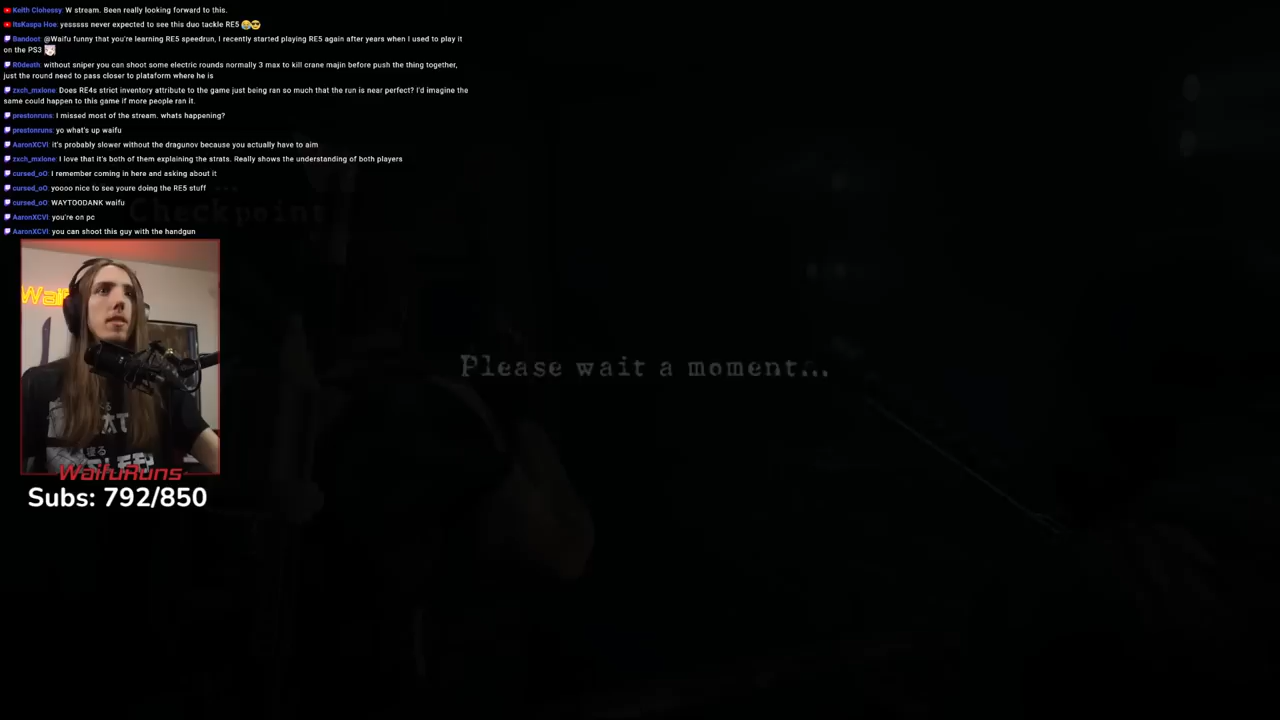 Keith Clohessy: W stream. Been really looking forward to this.
ItsKaspa Hoe: yessssss never expected to see this duo tackle RE5 😂😎
Bandoot: @Waifu funny that you're learning RE5 speedrun, I recently started playing RE5 again after years when I used to play it
on the PS3
R0death: without sniper you can shoot some electric rounds normally 3 max to kill crane majin before push the thing together,
just the round need to pass closer to plataform where he is
zxch_mxlone: Does RE4s strict inventory attribute to the game just being ran so much that the run is near perfect? I'd imagine the
same could happen to this game if more people ran it.
prestonruns: I missed most of the stream. whats happening?
prestonruns: yo what's up waifu
AaronXCVI: it's probably slower without the dragunov because you actually have to aim
zxch_mxlone: I love that it's both of them explaining the strats. Really shows the understanding of both players
cursed_oO: I remember coming in here and asking about it
cursed_oO: yoooo nice to see youre doing the RE5 stuff
cursed_oO: WAYTOODANK waifu
Checkpoint
AaronXCVI: you're on pc
AaronXCVI: you can shoot this guy with the handgun
Waif
Please wait a moment...
WaifuRuns
Subs: 792/850